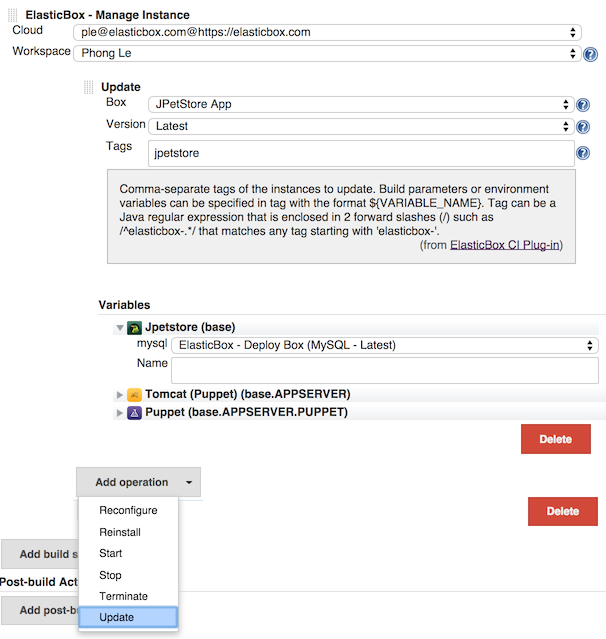 ElasticBox - Manage Instance
Cloud
ple@elasticbox.com@https://elasticbox.com
Workspace
Phong Le
Update
Box
JPetStore App
Version
Latest
Tags
jpetstore
Comma-separate tags of the instances to update. Build parameters or environment
variables can be specified in tag with the format ${VARIABLE_NAME}. Tag can be a
Java regular expression that is enclosed in 2 forward slashes (/) such as
/^elasticbox-.*/ that matches any tag starting with 'elasticbox-'.
(from ElasticBox CI Plug-in)
Variables
Jpetstore (base)
mysql
ElasticBox - Deploy Box (MySQL - Latest)
Name
Tomcat (Puppet) (base.APPSERVER)
Puppet (base.APPSERVER.PUPPET)
Delete
Add operation
Delete
Reconfigure
Reinstall
Start
Stop
Terminate
Update
Add build s
Post-build Act
Add post-b